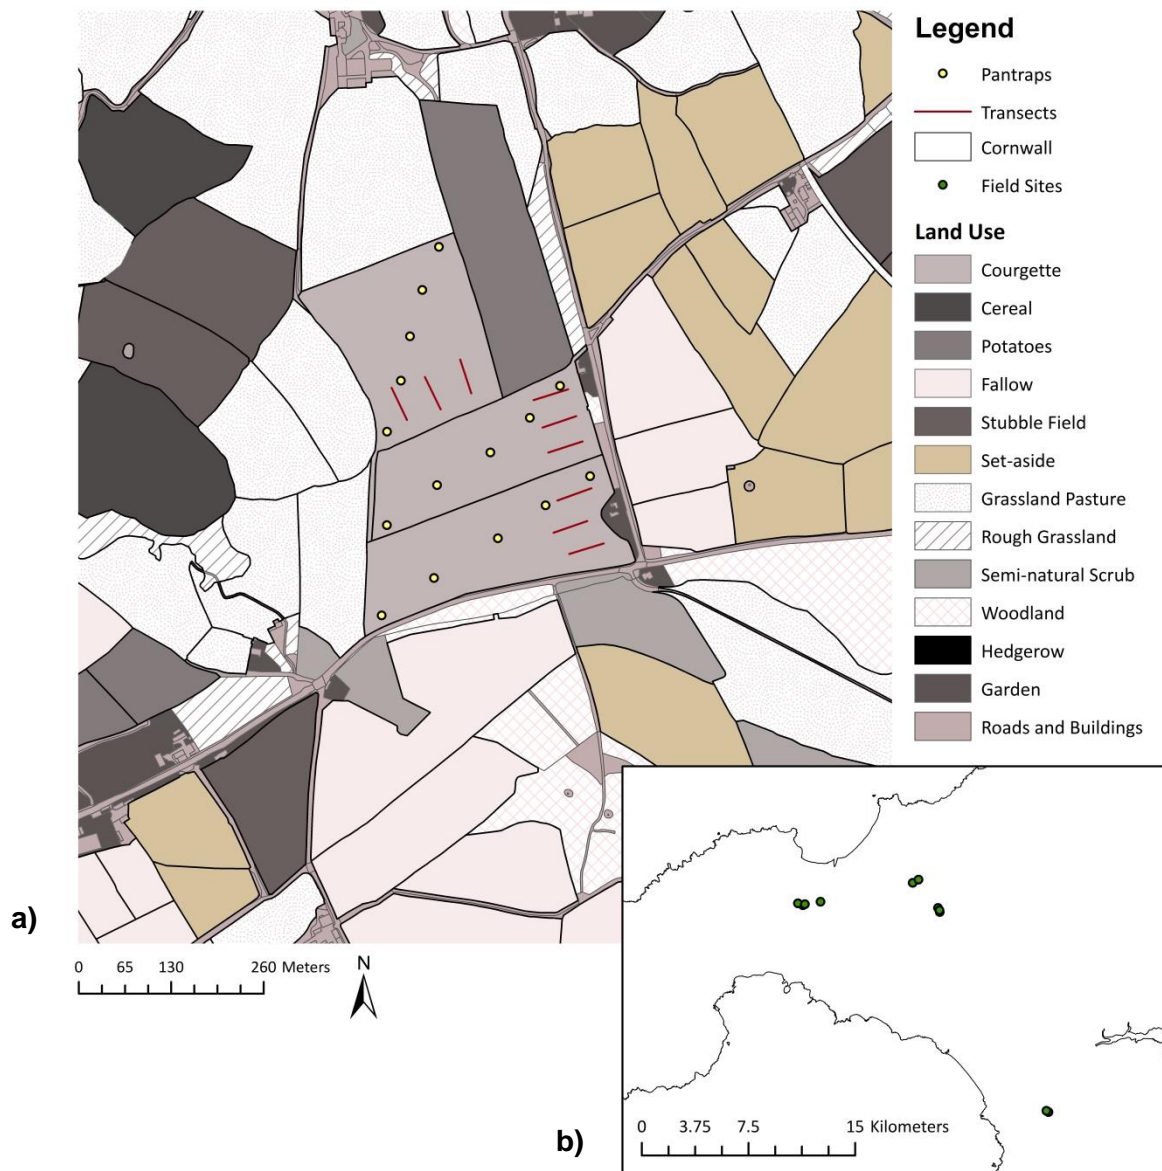 Legend
Pantraps
Transects
Cornwall
Field Sites
Land Use
Courgette
Cereal
Potatoes
Fallow
Stubble Field
Set-aside
Grassland Pasture
Rough Grassland
Semi-natural Scrub
Woodland
Hedgerow
Garden
Roads and Buildings
a)
0 65 130 260 Meters
N
b)
0 3.75 7.5 15 Kilometers